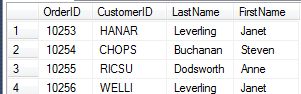 OrderID CustomerID LastName FirstName
1 10253 HANAR Leverling Janet
2 10254 CHOPS Buchanan Steven
3 10255 RICSU Dodsworth Anne
4 10256 WELLI Leverling Janet